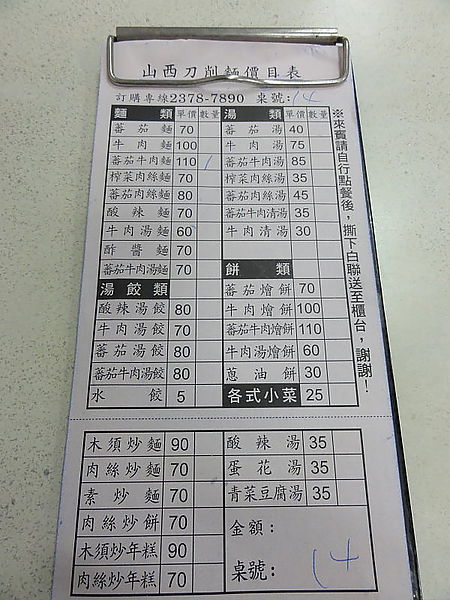 山西刀削麵價目表
訂購專線2378-7890 桌號: 14
麵 類 單價 數量 湯 類 單價 數量
蕃茄麵 70 蕃茄湯 40
牛肉麵 100 牛肉湯 75
蕃茄牛肉麵 110 / 蕃茄牛肉湯 85
榨菜肉絲麵 70 榨菜肉絲湯 35
蕃茄肉絲麵 80 蕃茄肉絲湯 45
酸辣麵 70 蕃茄牛肉清湯 35
牛肉湯麵 60 牛肉清湯 30
酢醬麵 70
蕃茄牛肉湯麵 70 餅 類
湯餃類 蕃茄燴餅 70
酸辣湯餃 80 牛肉燴餅 100
牛肉湯餃 70 蕃茄牛肉燴餅 110
蕃茄湯餃 80 牛肉湯燴餅 60
蕃茄牛肉湯餃 80 蔥油餅 30
水餃 5 各式小菜 25
※來賓請自行點餐後,撕下白聯送至櫃台,謝謝!
木須炒麵 90 酸辣湯 35
肉絲炒麵 70 蛋花湯 35
素炒麵 70 青菜豆腐湯 35
肉絲炒餅 70 金額:
木須炒年糕 90 桌號: 14
肉絲炒年糕 70